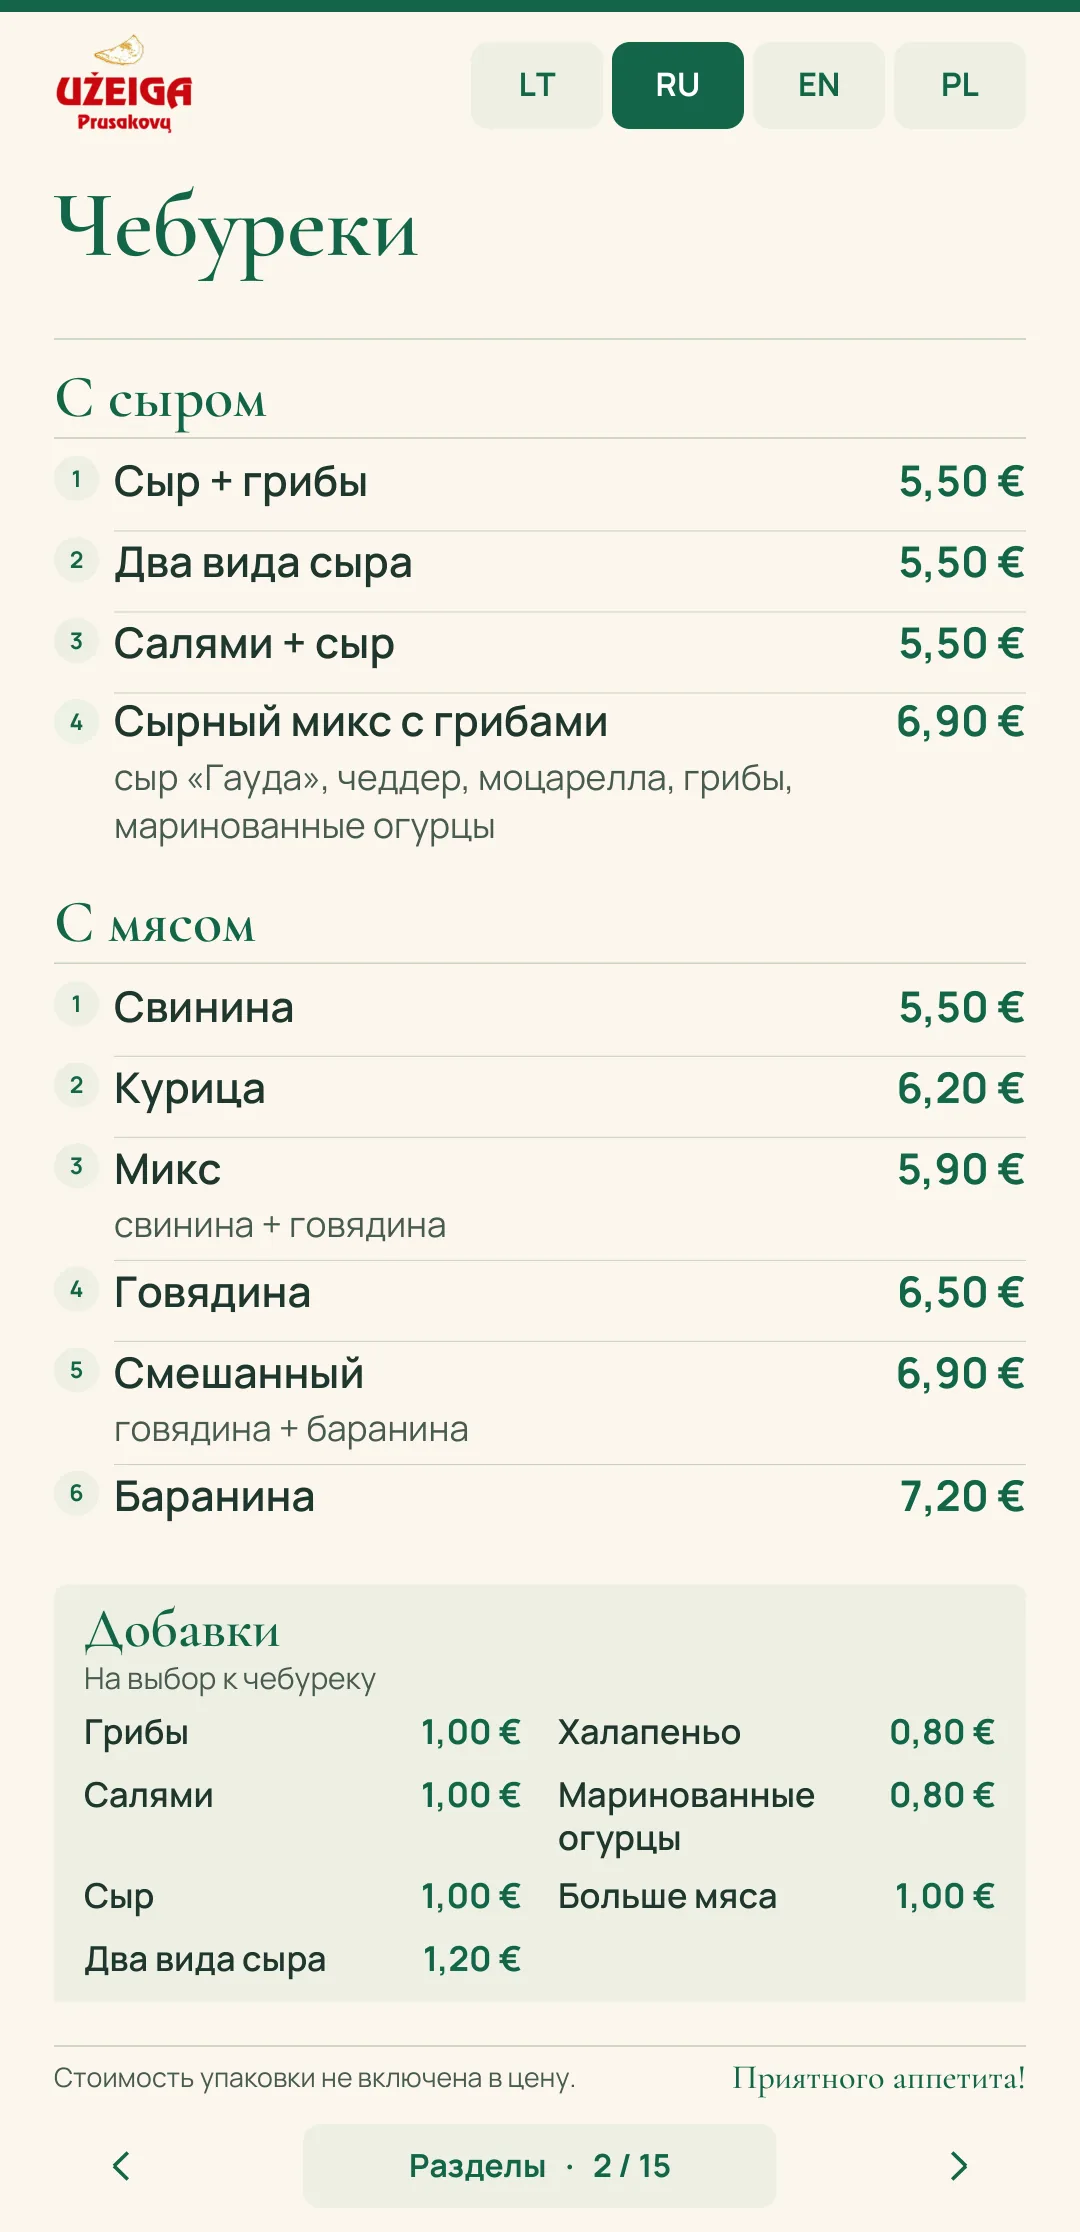 UŽEIGA
Prusakovų
LT
RU
EN
PL
Чебуреки
С сыром
1 Сыр + грибы 5,50 €
2 Два вида сыра 5,50 €
3 Салями + сыр 5,50 €
4 Сырный микс с грибами 6,90 €
сыр «Гауда», чеддер, моцарелла, грибы,
маринованные огурцы
С мясом
1 Свинина 5,50 €
2 Курица 6,20 €
3 Микс 5,90 €
свинина + говядина
4 Говядина 6,50 €
5 Смешанный 6,90 €
говядина + баранина
6 Баранина 7,20 €
Добавки
На выбор к чебуреку
Грибы 1,00 € Халапеньо 0,80 €
Салями 1,00 € Маринованные 0,80 €
огурцы
Сыр 1,00 € Больше мяса 1,00 €
Два вида сыра 1,20 €
Стоимость упаковки не включена в цену. Приятного аппетита!
Разделы · 2 / 15